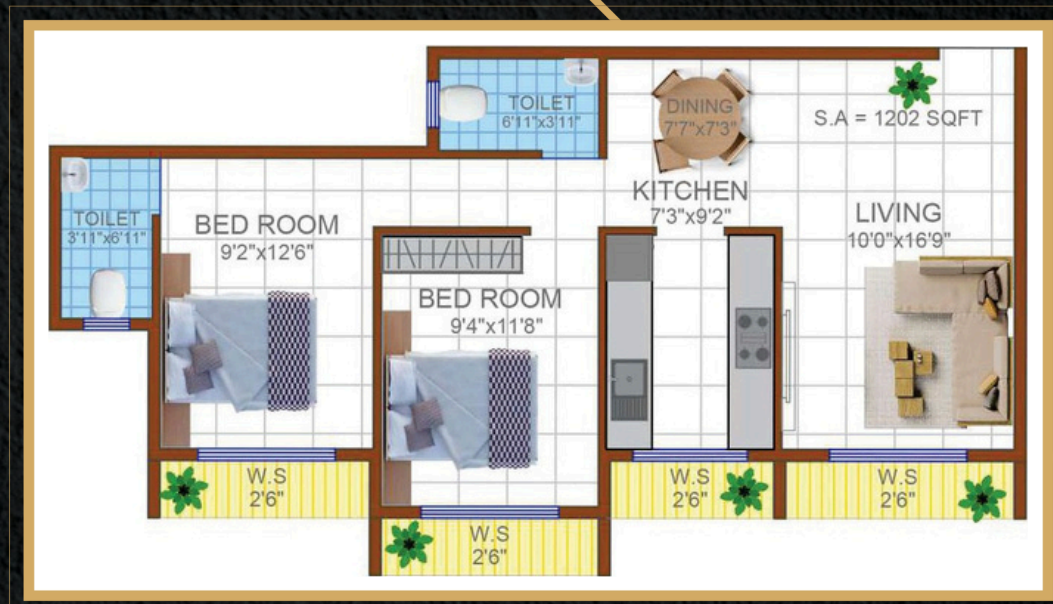 TOILET
6'11"x3'11"
DINING
7'7"x7'3"
S.A = 1202 SQFT
TOILET
3'11"x6'11"
BED ROOM
9'2"x12'6"
KITCHEN
7'3"x9'2"
LIVING
10'0"x16'9"
BED ROOM
9'4"x11'8"
W.S
2'6"
W.S
2'6"
W.S
2'6"
W.S
2'6"